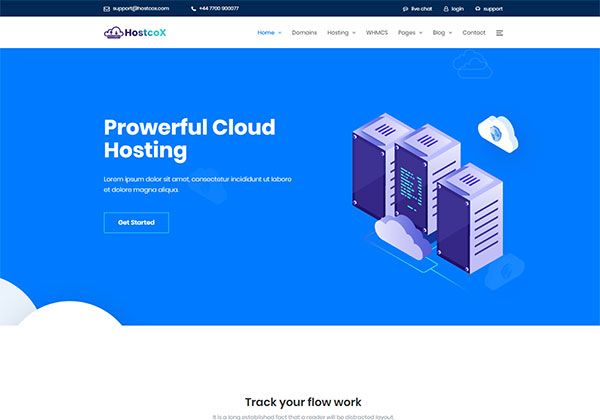 support@hostcox.com +44 7700 900077 live chat login support
HostcoX Home Domains Hosting WHMCS Pages Blog Contact
Prowerful Cloud
Hosting
Lorem ipsum dolor sit amet, consectetur incididunt ut laboro
et dolore magna aliqua.
Get Started
Track your flow work
It is a long established fact that a reader will be distracted layout,